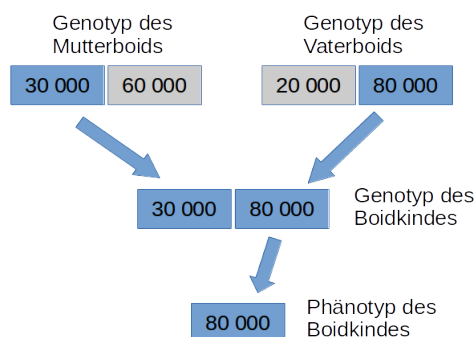 Genotyp des
Mutterboids
Genotyp des
Vaterboids
30 000 60 000
20 000 80 000
30 000 80 000
Genotyp des
Boidkindes
80 000
Phänotyp des
Boidkindes